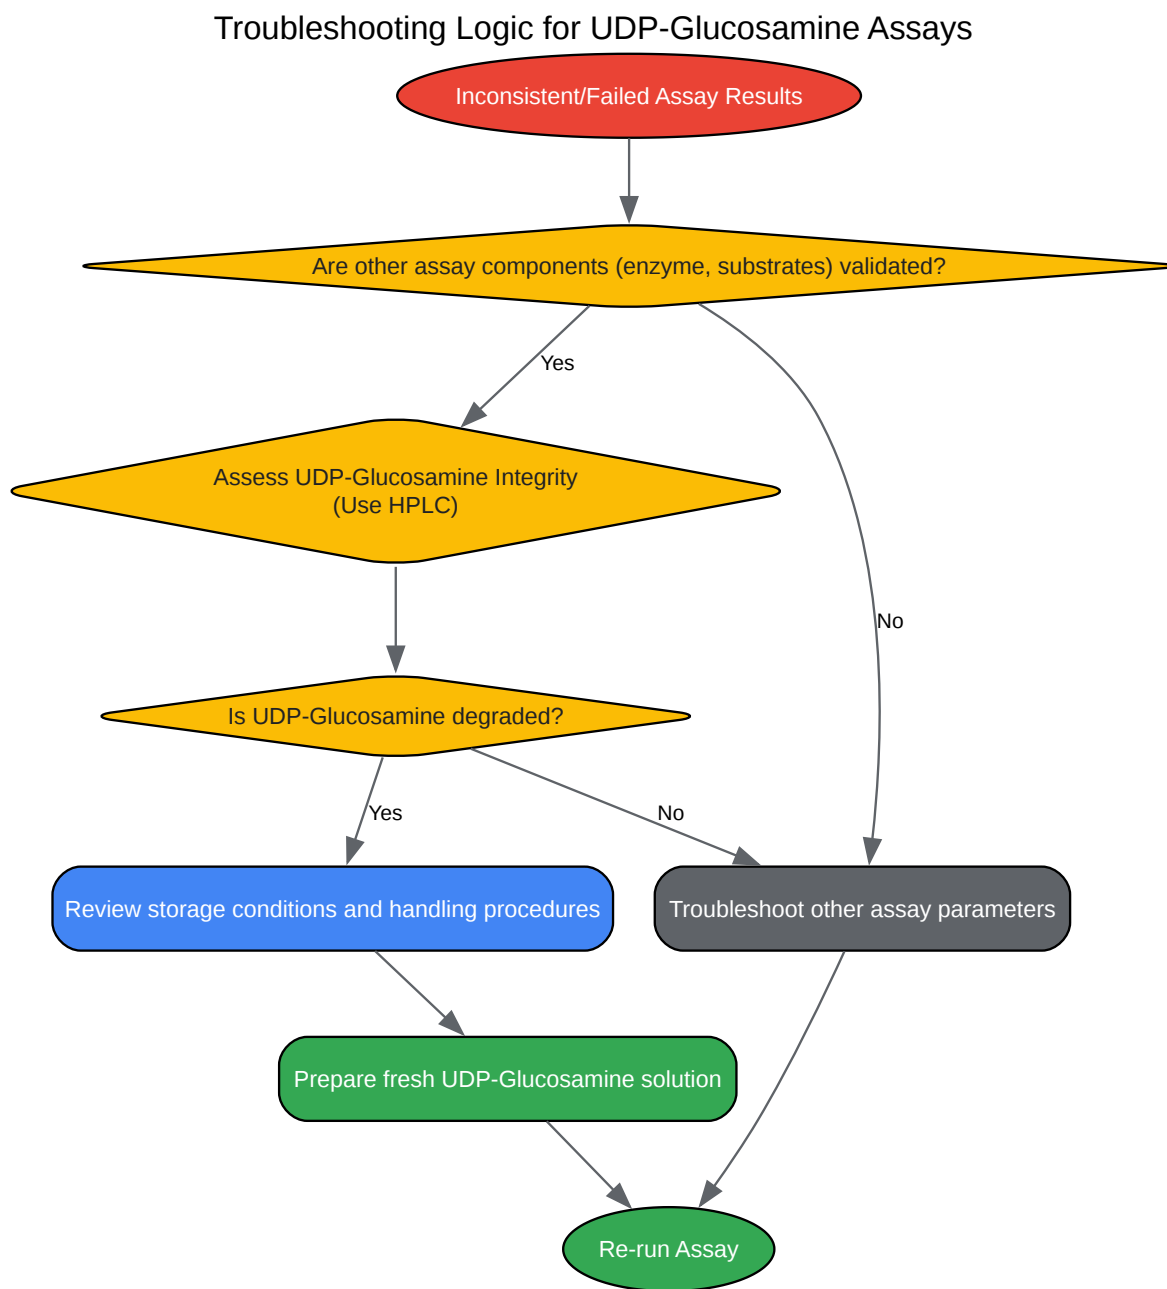 Troubleshooting Logic for UDP-Glucosamine Assays
Inconsistent/Failed Assay Results
Are other assay components (enzyme, substrates) validated?
Yes
Assess UDP-Glucosamine Integrity
(Use HPLC)
No
Is UDP-Glucosamine degraded?
Yes
No
Review storage conditions and handling procedures
Troubleshoot other assay parameters
Prepare fresh UDP-Glucosamine solution
Re-run Assay